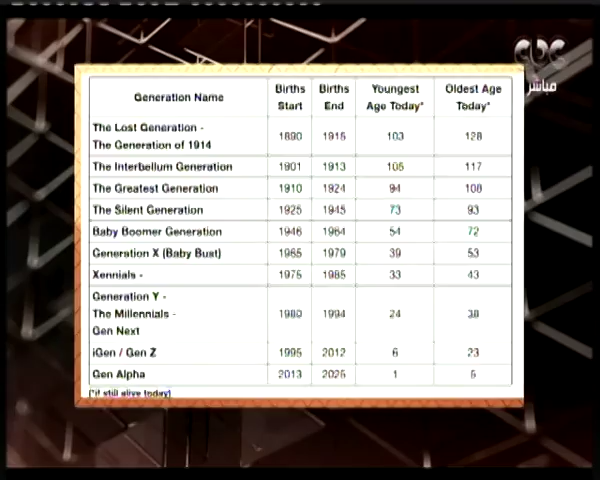 cbc
مباشر
Generation Name Births Start Births End Youngest Age Today* Oldest Age Today*
The Lost Generation - The Generation of 1914 1890 1915 103 128
The Interbellum Generation 1901 1913 105 117
The Greatest Generation 1910 1924 94 108
The Silent Generation 1925 1945 73 93
Baby Boomer Generation 1946 1964 54 72
Generation X (Baby Bust) 1965 1979 39 53
Xennials - 1975 1985 33 43
Generation Y - The Millennials - Gen Next 1980 1994 24 38
iGen / Gen Z 1995 2012 6 23
Gen Alpha 2013 2025 1 5
(*if still alive today)